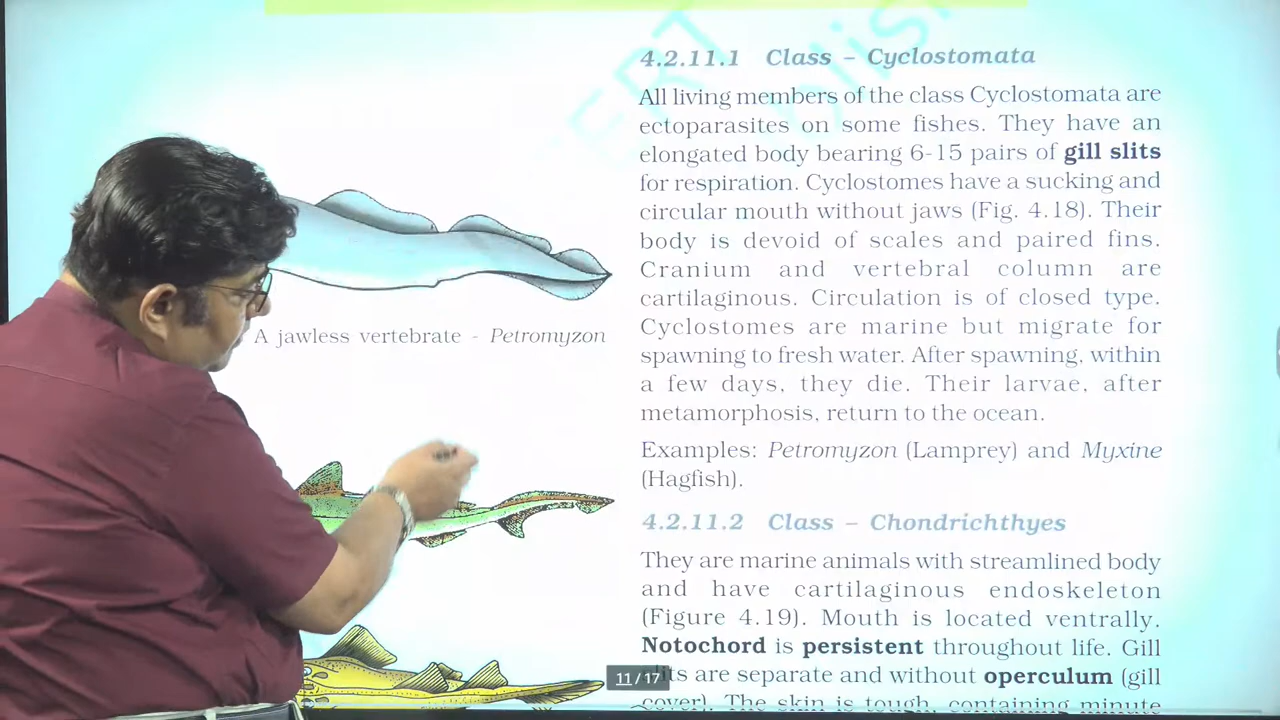 4.2.11.1 Class – Cyclostomata
All living members of the class Cyclostomata are
ectoparasites on some fishes. They have an
elongated body bearing 6-15 pairs of gill slits
for respiration. Cyclostomes have a sucking and
circular mouth without jaws (Fig. 4.18). Their
body is devoid of scales and paired fins.
Cranium and vertebral column are
cartilaginous. Circulation is of closed type.
Cyclostomes are marine but migrate for
spawning to fresh water. After spawning, within
a few days, they die. Their larvae, after
metamorphosis, return to the ocean.
Examples: Petromyzon (Lamprey) and Myxine
(Hagfish).
4.2.11.2 Class – Chondrichthyes
They are marine animals with streamlined body
and have cartilaginous endoskeleton
(Figure 4.19). Mouth is located ventrally.
Notochord is persistent throughout life. Gill
are separate and without operculum (gill
cover). The skin is tough, containing minute
A jawless vertebrate - Petromyzon
11 / 17